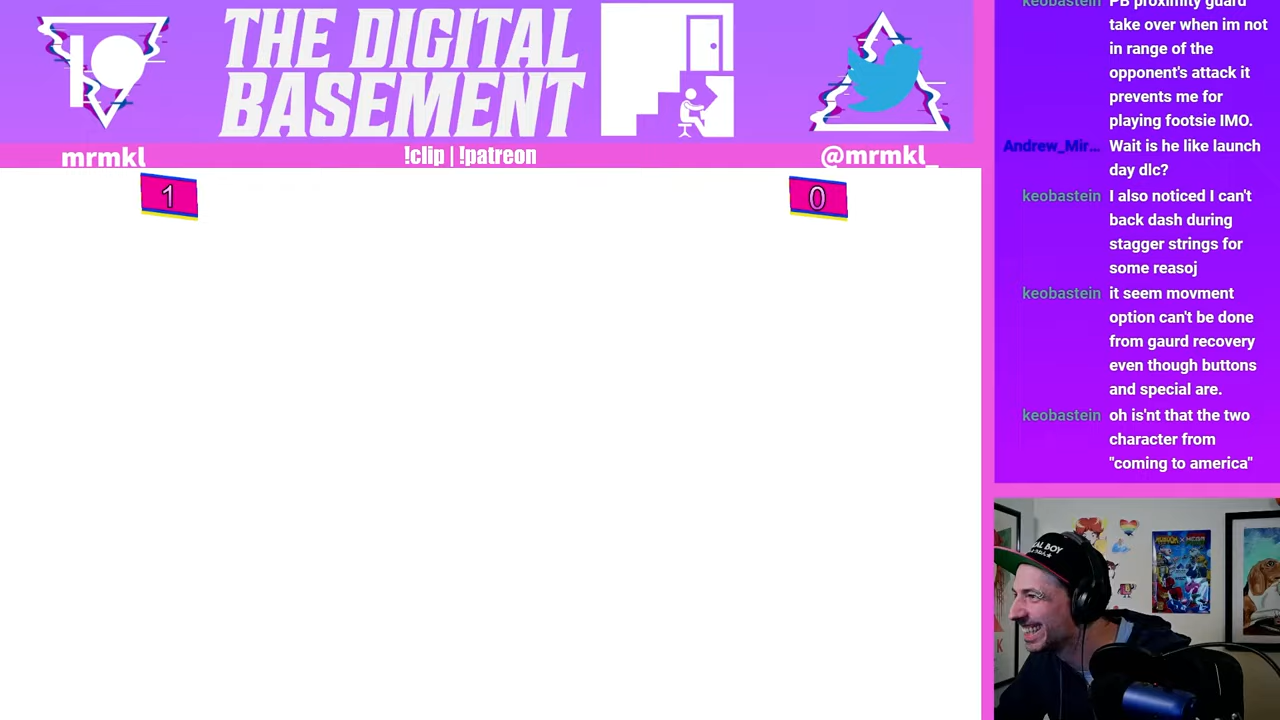 THE DIGITAL
BASEMENT
mrmkl
!clip | !patreon
@mrmkl_
1
0
keobastein PB proximity guard
take over when im not
in range of the
opponent's attack it
prevents me for
playing footsie IMO.
Andrew_Mir... Wait is he like launch
day dlc?
keobastein I also noticed I can't
back dash during
stagger strings for
some reasoj
keobastein it seem movment
option can't be done
from gaurd recovery
even though buttons
and special are.
keobastein oh is'nt that the two
character from
"coming to america"
BOY